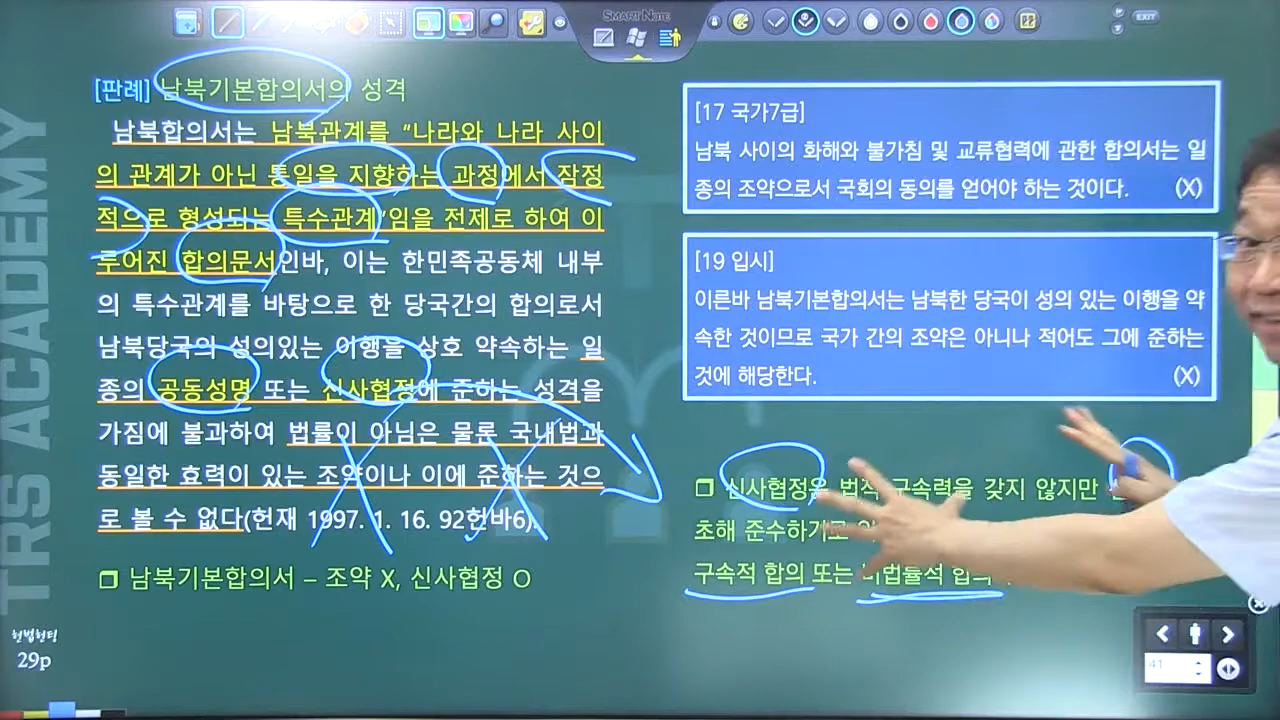 SMART NOTE
EXIT
TRS ACADEMY
[판례] 남북기본합의서의 성격
남북합의서는 남북관계를 “나라와 나라 사이
의 관계가 아닌 통일을 지향하는 과정에서 잠정
적으로 형성되는 특수관계”임을 전제로 하여 이
루어진 합의문서인바, 이는 한민족공동체 내부
의 특수관계를 바탕으로 한 당국간의 합의로서
남북당국의 성의있는 이행을 상호 약속하는 일
종의 공동성명 또는 신사협정에 준하는 성격을
가짐에 불과하여 법률이 아님은 물론 국내법과
동일한 효력이 있는 조약이나 이에 준하는 것으
로 볼 수 없다(헌재 1997. 1. 16. 92헌바6).
❒ 남북기본합의서 – 조약 X, 신사협정 O
헌법헌팅
29p
[17 국가7급]
남북 사이의 화해와 불가침 및 교류협력에 관한 합의서는 일
종의 조약으로서 국회의 동의를 얻어야 하는 것이다. (X)
[19 입시]
이른바 남북기본합의서는 남북한 당국이 성의 있는 이행을 약
속한 것이므로 국가 간의 조약은 아니나 적어도 그에 준하는
것에 해당한다. (X)
❒ 신사협정은 법적 구속력을 갖지 않지만
초해 준수하기로
구속적 합의 또는 비법률적 합의
41